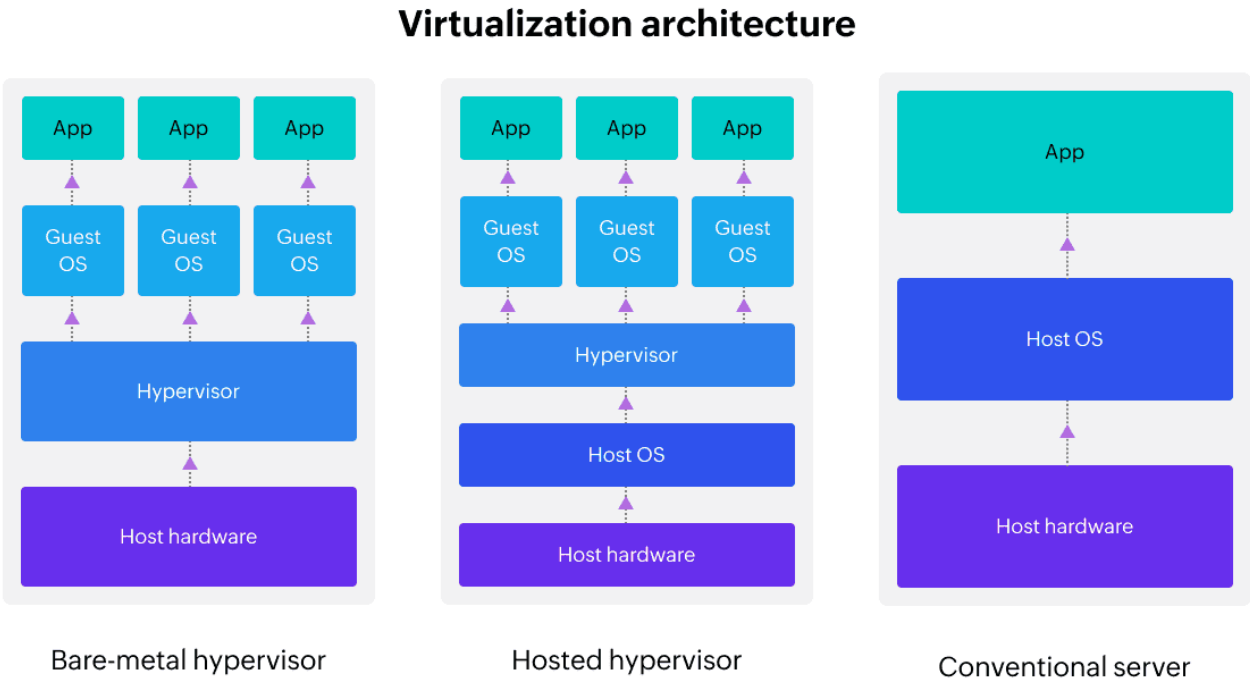 Virtualization architecture
App
App
App
Guest
OS
Guest
OS
Guest
OS
Hypervisor
Host hardware
Bare-metal hypervisor
App
App
App
Guest
OS
Guest
OS
Guest
OS
Hypervisor
Host OS
Host hardware
Hosted hypervisor
App
Host OS
Host hardware
Conventional server